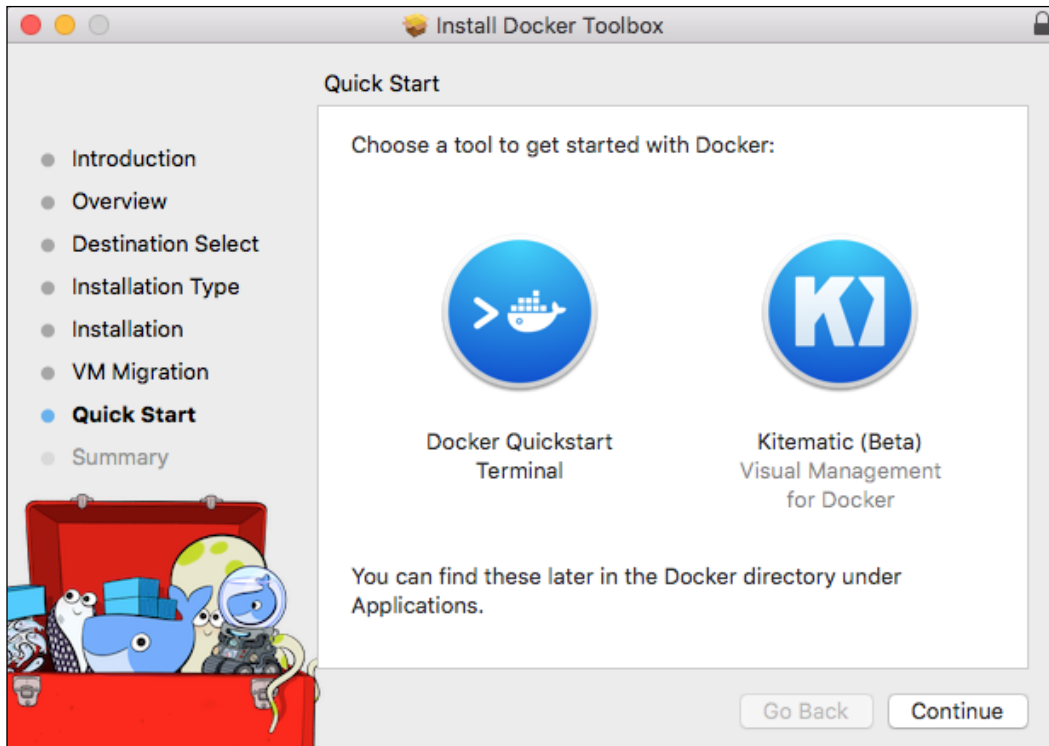 Install Docker Toolbox
Quick Start
Introduction
Overview
Destination Select
Installation Type
Installation
VM Migration
Quick Start
Summary
Choose a tool to get started with Docker:
Docker Quickstart
Terminal
Kitematic (Beta)
Visual Management
for Docker
You can find these later in the Docker directory under
Applications.
Go Back
Continue